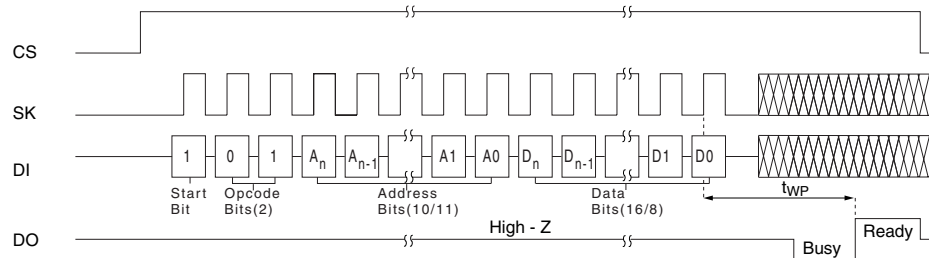 CS
SK
DI
1 0 1 An An-1 A1 A0 Dn Dn-1 D1 D0
Start Bit
Opcode Bits(2)
Address Bits(10/11)
Data Bits(16/8)
tWP
DO
High - Z
Busy
Ready